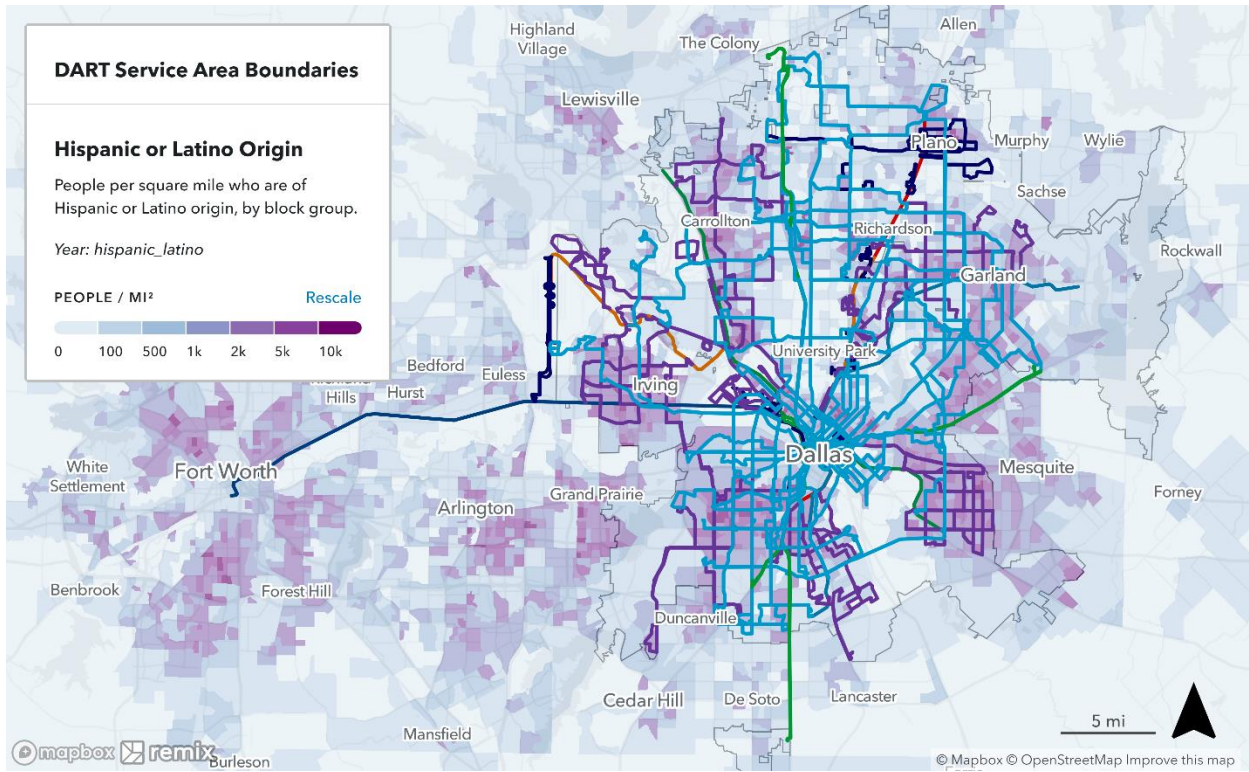 DART Service Area Boundaries
Hispanic or Latino Origin
People per square mile who are of
Hispanic or Latino origin, by block group.
Year: hispanic_latino
PEOPLE / MI²
Rescale
0 100 500 1k 2k 5k 10k
Highland
Village
The Colony
Allen
Lewisville
Plano
Murphy
Wylie
Sachse
Carrollton
Richardson
Rockwall
Garland
University Park
Bedford
Euless
Irving
Hills
Hurst
White
Settlement
Fort Worth
Dallas
Mesquite
Grand Prairie
Arlington
Forney
Benbrook
Forest Hill
Duncanville
Cedar Hill
De Soto
Lancaster
Mansfield
5 mi
mapbox remix
Burleson
© Mapbox © OpenStreetMap Improve this map